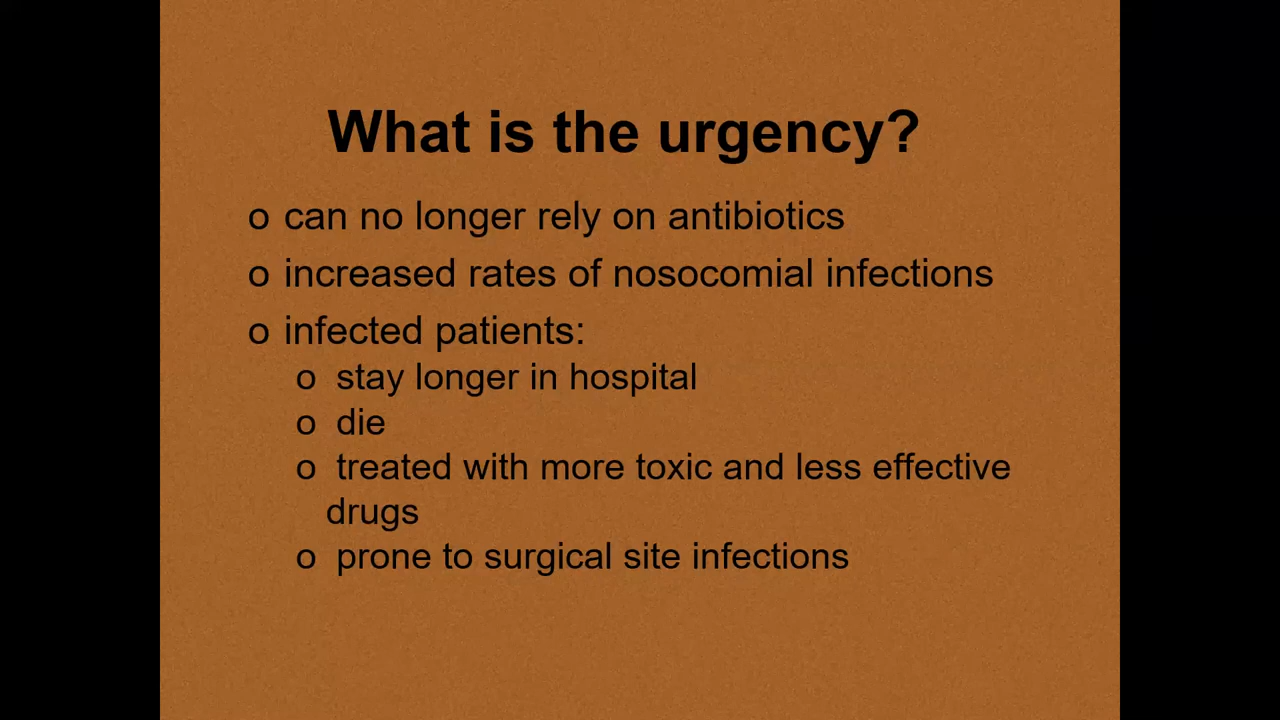 What is the urgency?
o can no longer rely on antibiotics
o increased rates of nosocomial infections
o infected patients:
o stay longer in hospital
o die
o treated with more toxic and less effective
drugs
o prone to surgical site infections